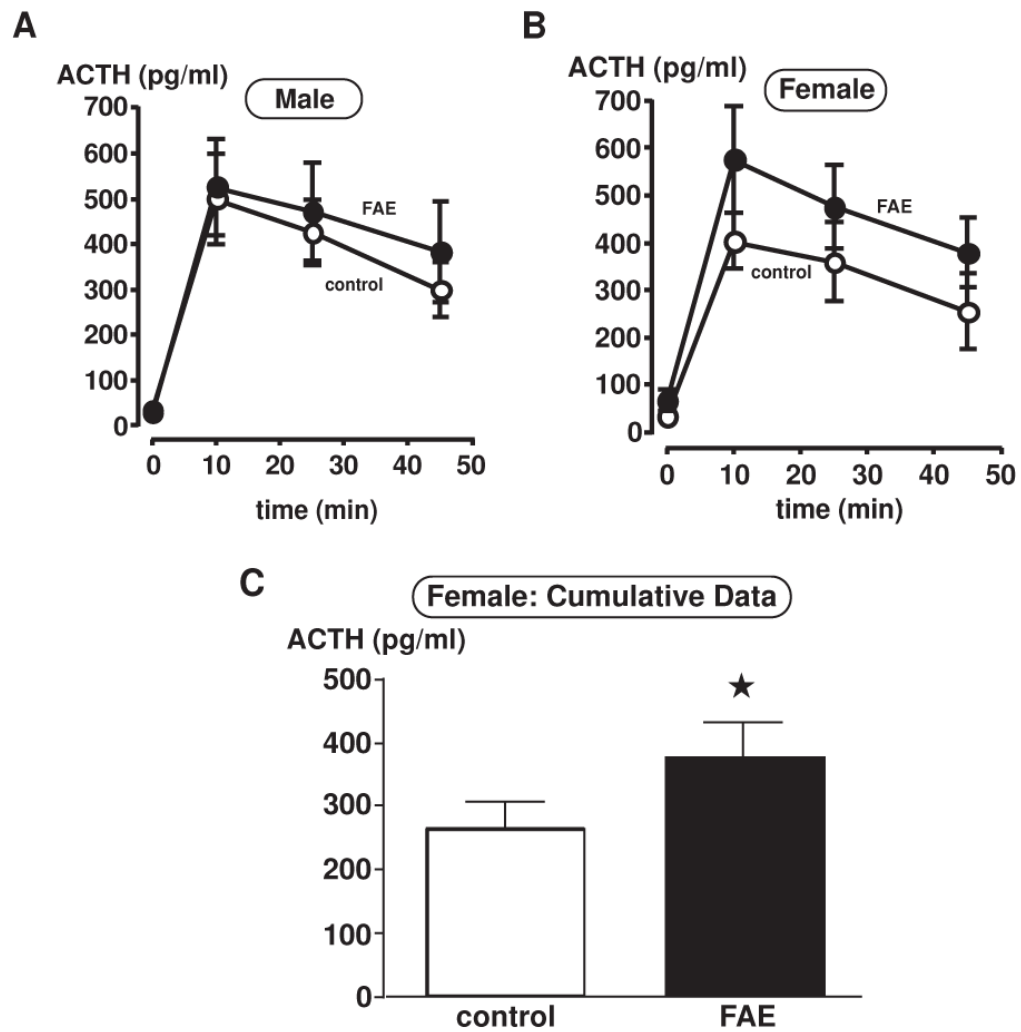 A
ACTH (pg/ml)
Male
700
600
500
400
300
200
100
0
FAE
control
0 10 20 30 40 50
time (min)
B
ACTH (pg/ml)
Female
700
600
500
400
300
200
100
0
FAE
control
0 10 20 30 40 50
time (min)
C
Female: Cumulative Data
ACTH (pg/ml)
500
400
300
200
100
0
control FAE